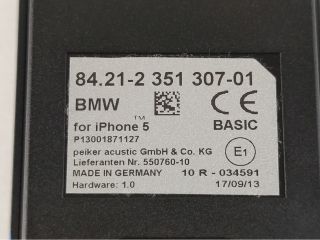 84.21-2 351 307-01
BMW CE
for iPhone 5™ BASIC
P13001871127
peiker acustic GmbH & Co. KG
Lieferanten Nr. 550760-10 E1
MADE IN GERMANY 10 R - 034591
Hardware: 1.0 17/09/13